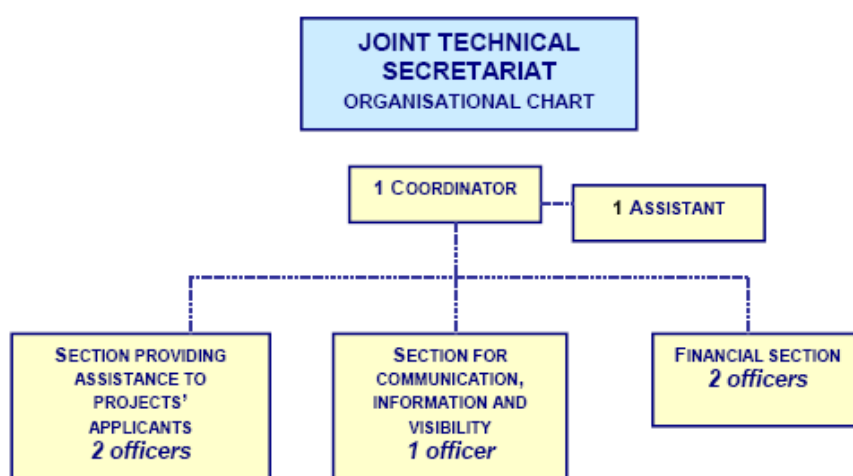 JOINT TECHNICAL
SECRETARIAT
ORGANISATIONAL CHART
1 COORDINATOR
1 ASSISTANT
SECTION PROVIDING
ASSISTANCE TO
PROJECTS'
APPLICANTS
2 officers
SECTION FOR
COMMUNICATION,
INFORMATION AND
VISIBILITY
1 officer
FINANCIAL SECTION
2 officers